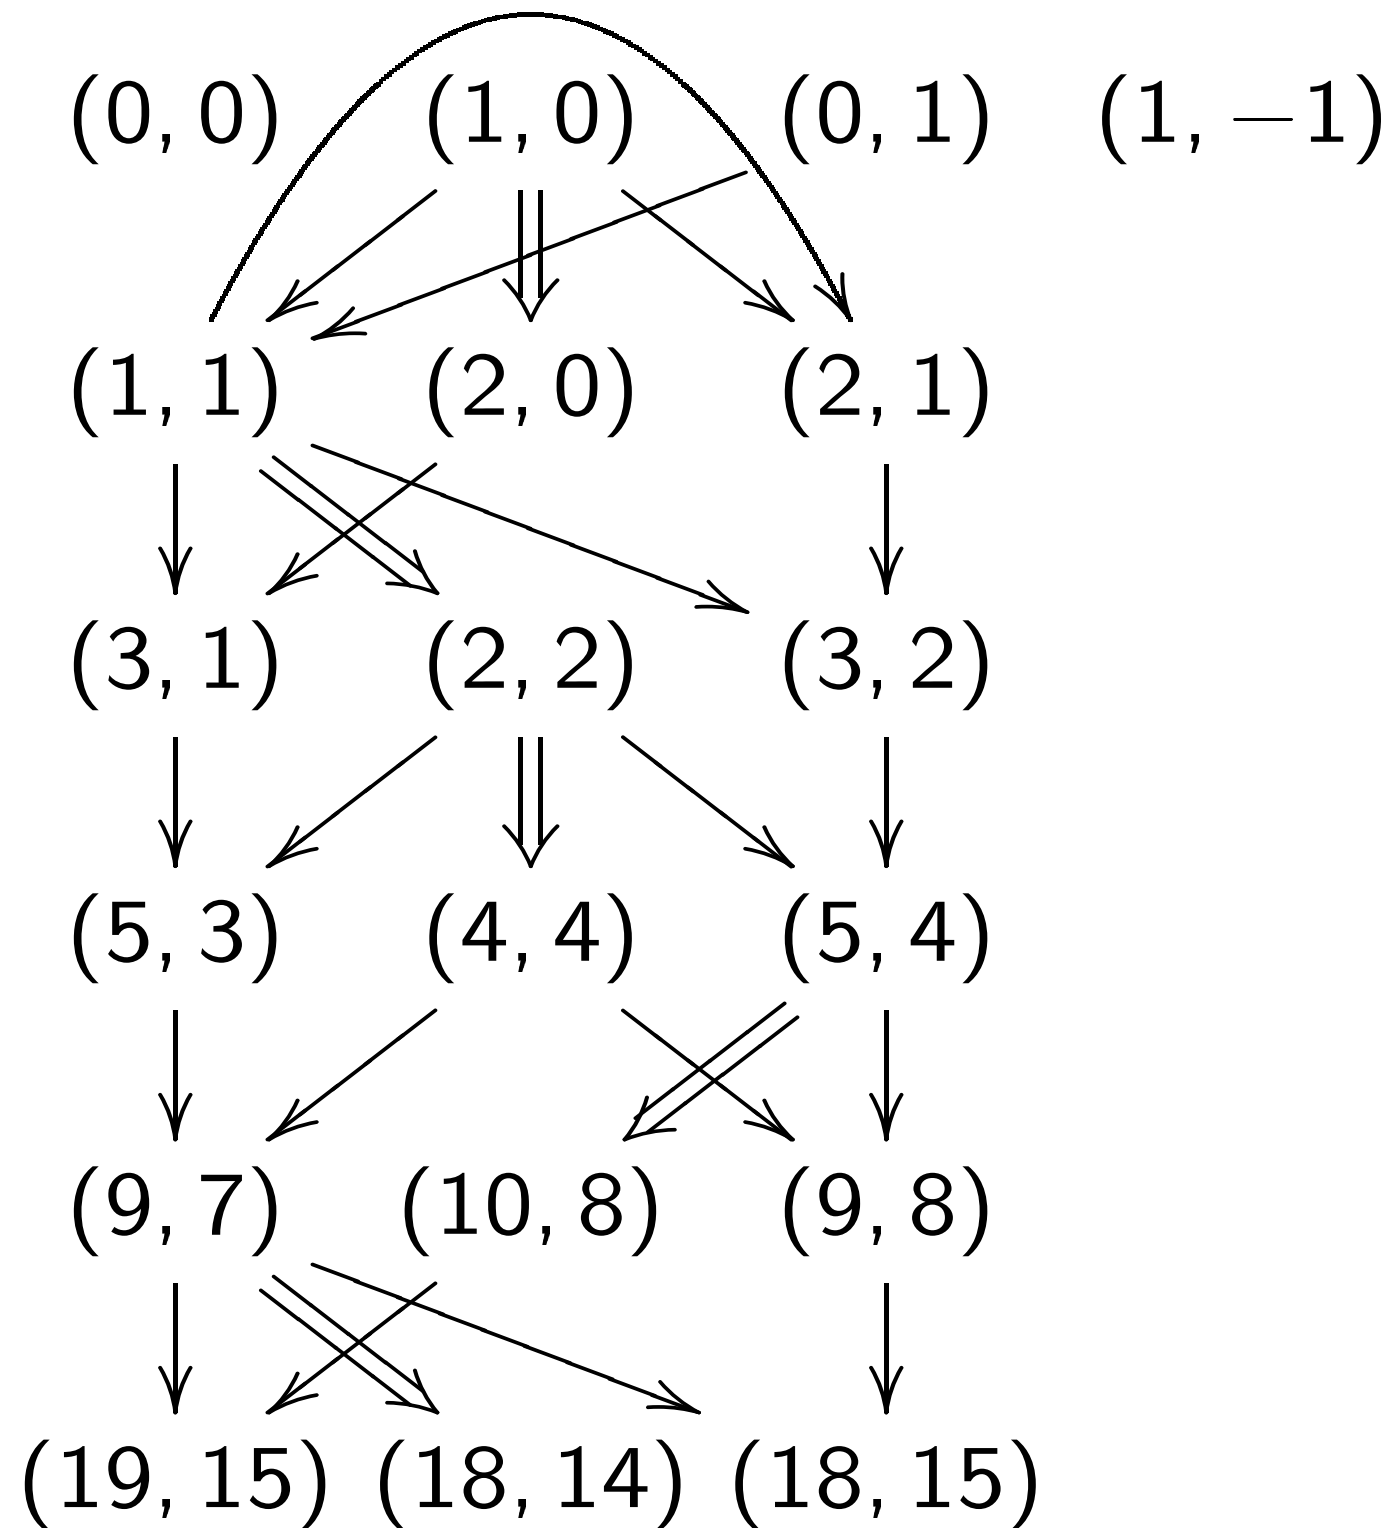 (0, 0) (1, 0) (0, 1) (1, −1)
(1, 1) (2, 0) (2, 1)
(3, 1) (2, 2) (3, 2)
(5, 3) (4, 4) (5, 4)
(9, 7) (10, 8) (9, 8)
(19, 15) (18, 14) (18, 15)